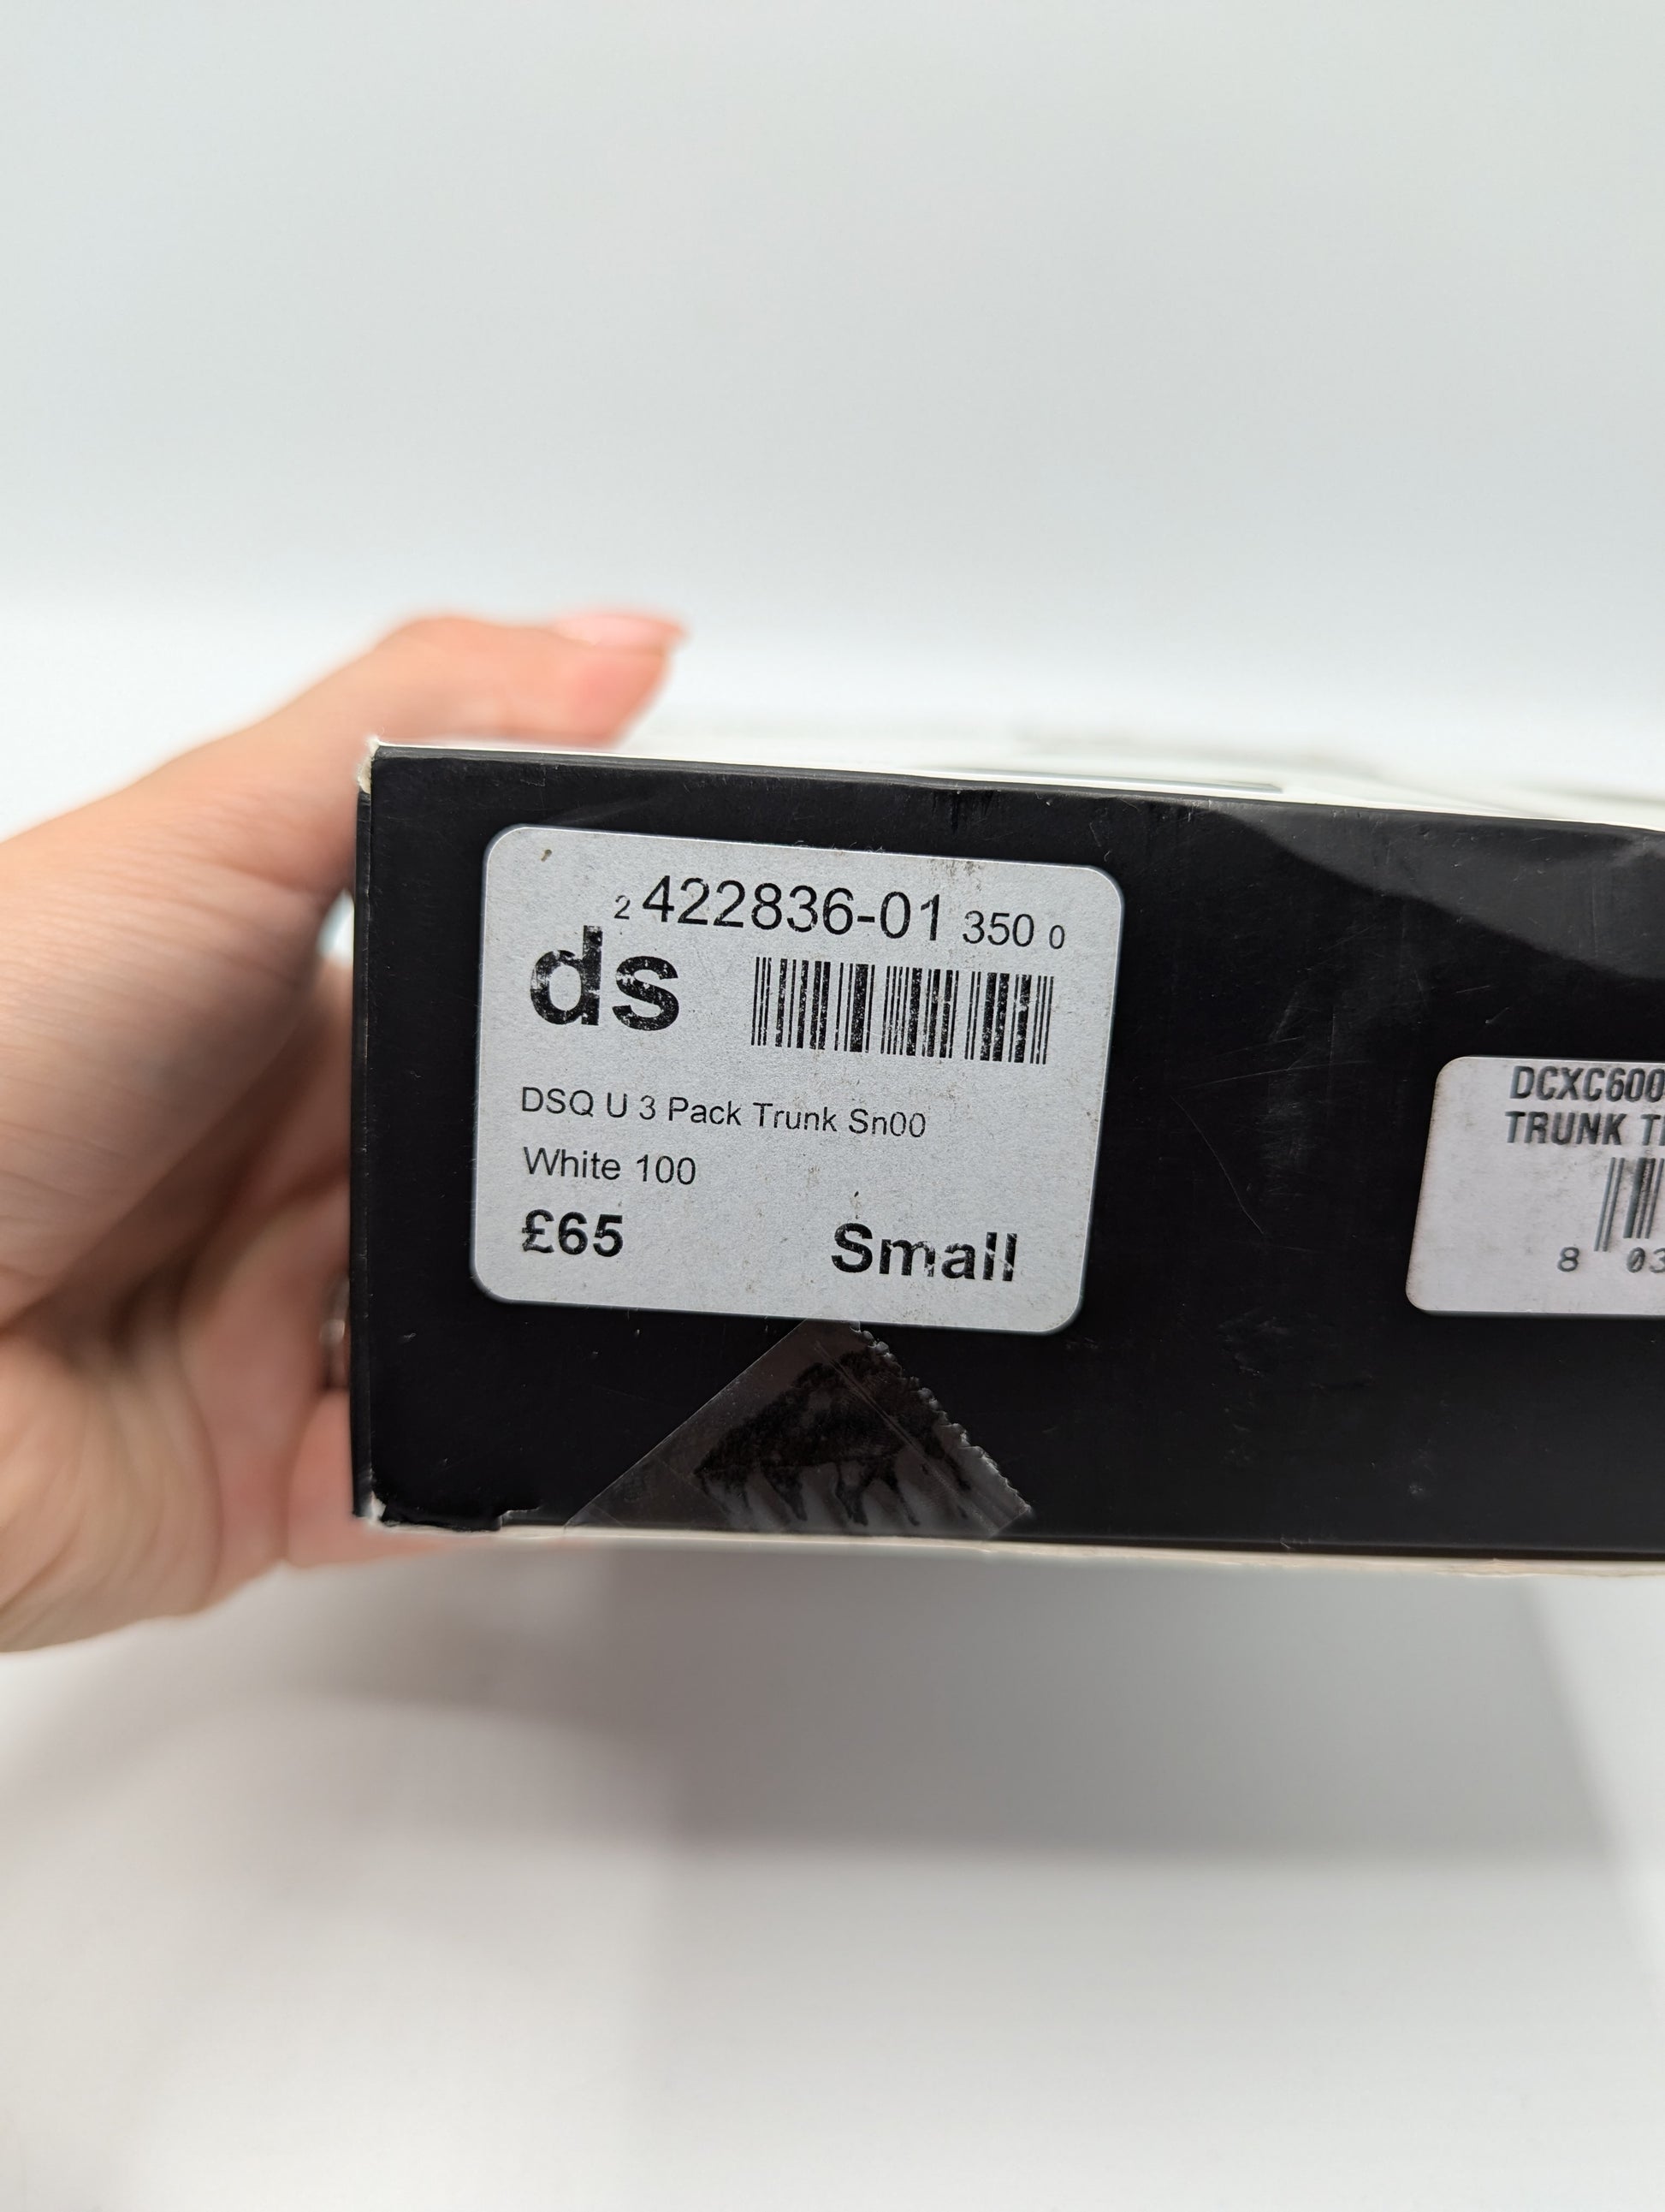 2 422836-01 350 0
ds
DSQ U 3 Pack Trunk Sn00
White 100
£65 Small
DCXC600
TRUNK
8 03